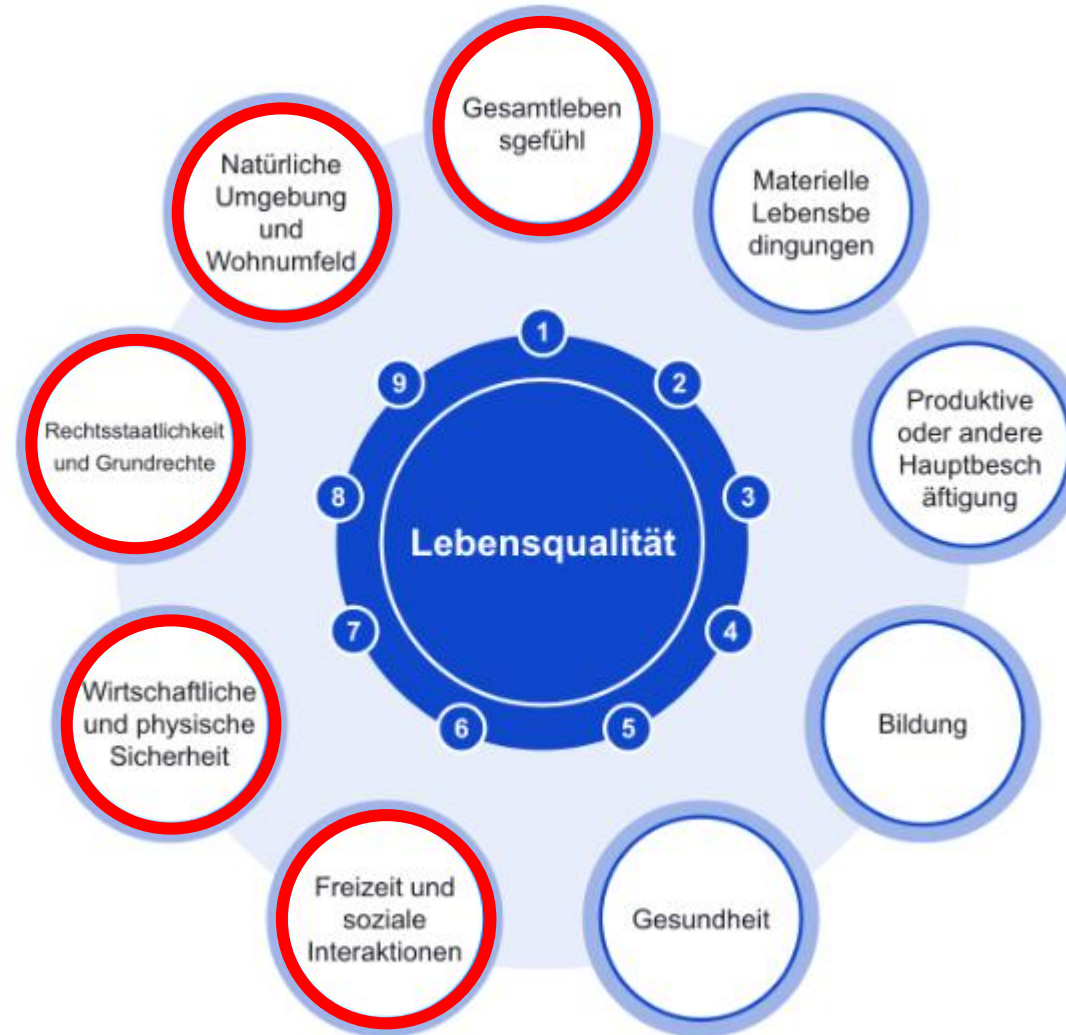 Gesamtleben
sgefühl
Materielle
Lebensbe
dingungen
Produktive
oder andere
Hauptbesch
äftigung
Bildung
Gesundheit
Freizeit und
soziale
Interaktionen
Wirtschaftliche
und physische
Sicherheit
Rechtsstaatlichkeit
und Grundrechte
Natürliche
Umgebung
und
Wohnumfeld
1
2
3
4
5
6
7
8
9
Lebensqualität